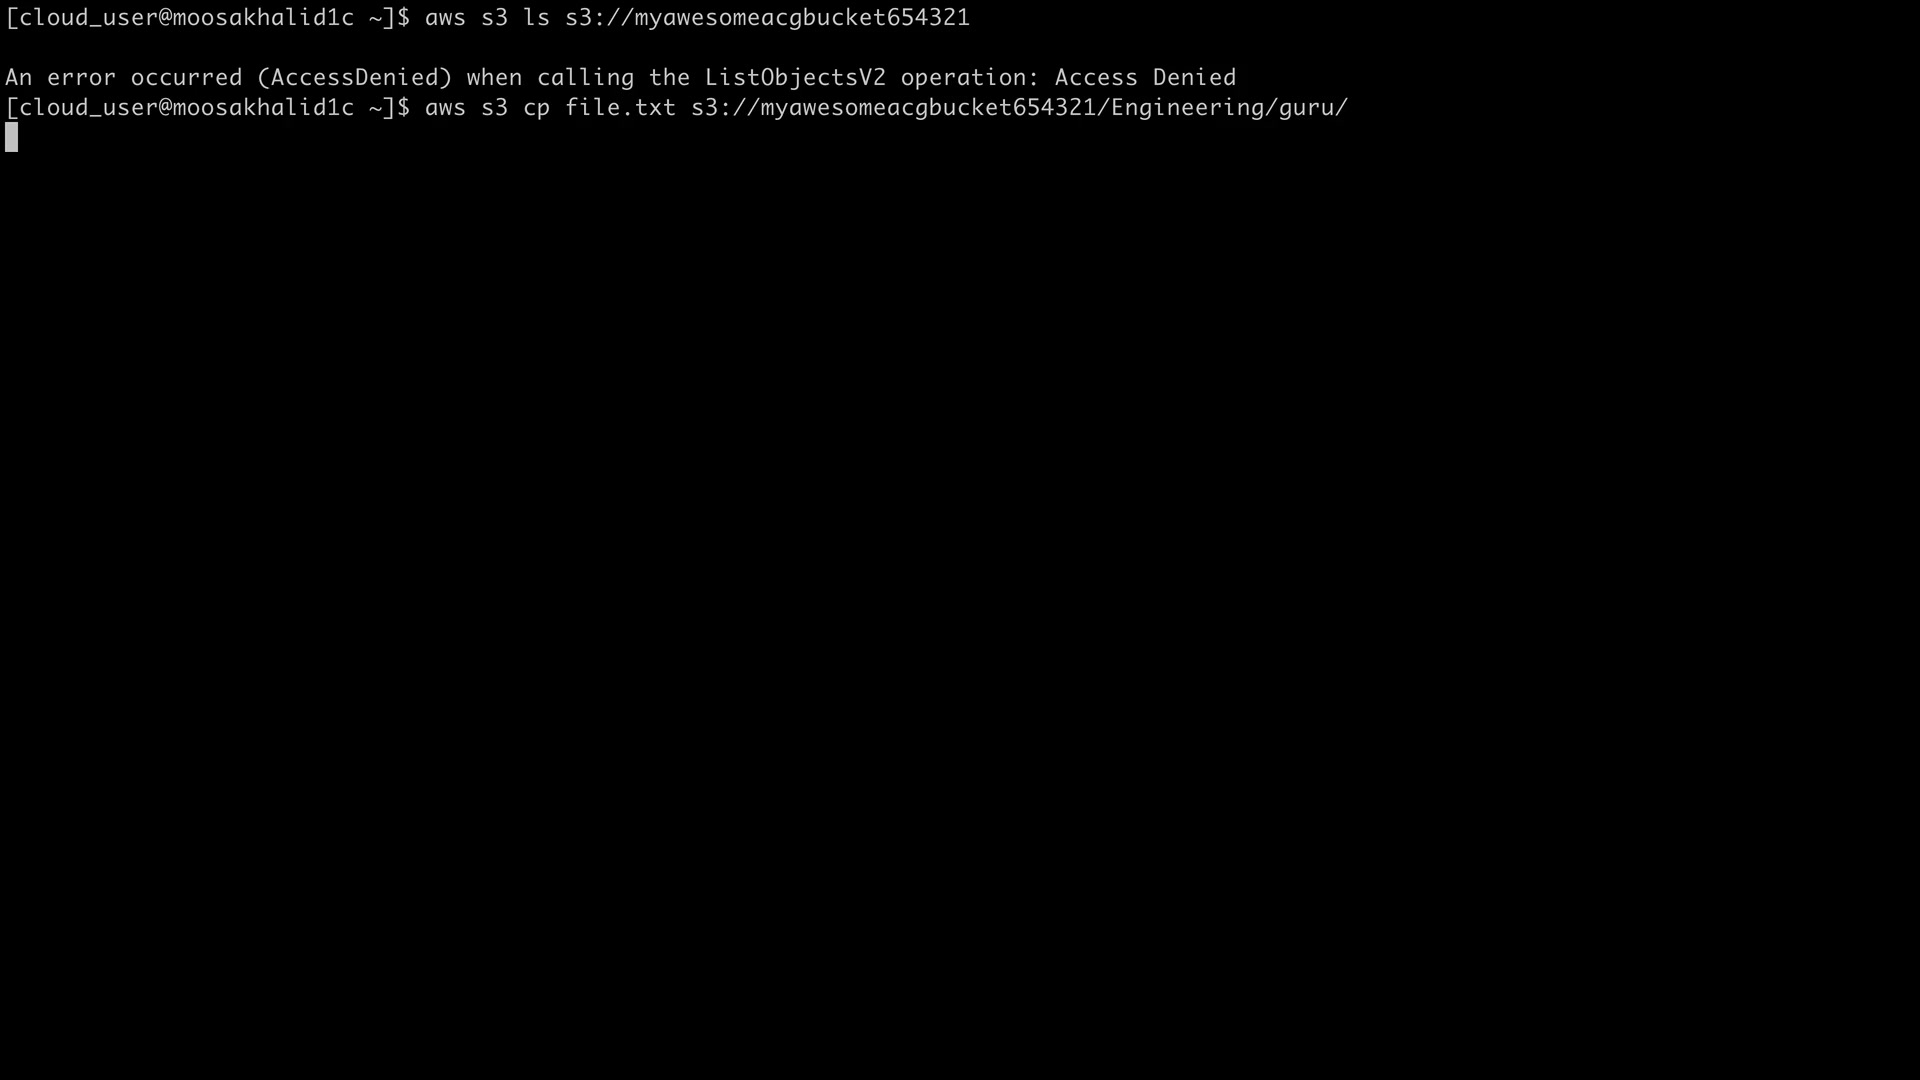 [cloud_user@moosakhalid1c ~]$ aws s3 ls s3://myawesomeacgbucket654321
An error occurred (AccessDenied) when calling the ListObjectsV2 operation: Access Denied
[cloud_user@moosakhalid1c ~]$ aws s3 cp file.txt s3://myawesomeacgbucket654321/Engineering/guru/